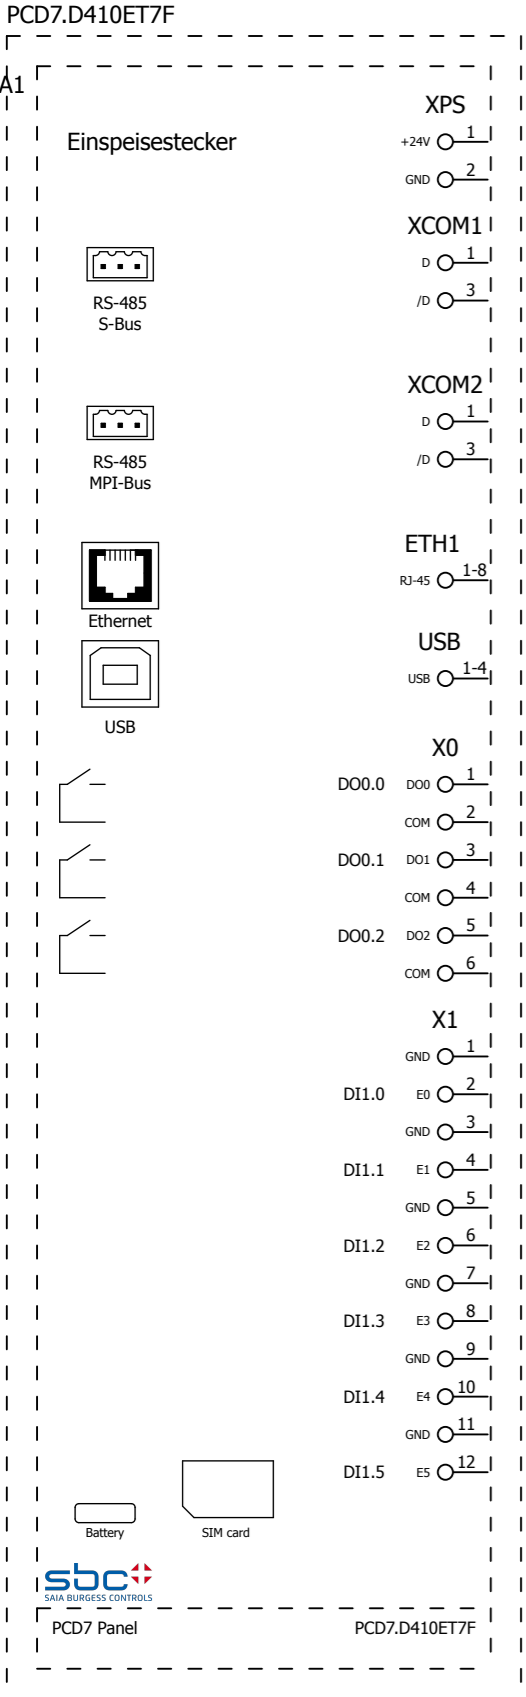 PCD7.D410ET7F
A1
XPS
Einspeisestecker
+24V 1
GND 2
XCOM1
D 1
/D 3
RS-485
S-Bus
XCOM2
D 1
/D 3
RS-485
MPI-Bus
ETH1
RJ-45 1-8
Ethernet
USB
USB 1-4
USB
X0
DO0.0 DO0 1
COM 2
DO0.1 DO1 3
COM 4
DO0.2 DO2 5
COM 6
X1
GND 1
DI1.0 E0 2
GND 3
DI1.1 E1 4
GND 5
DI1.2 E2 6
GND 7
DI1.3 E3 8
GND 9
DI1.4 E4 10
GND 11
DI1.5 E5 12
Battery SIM card
sbc
SAIA BURGESS CONTROLS
PCD7 Panel PCD7.D410ET7F